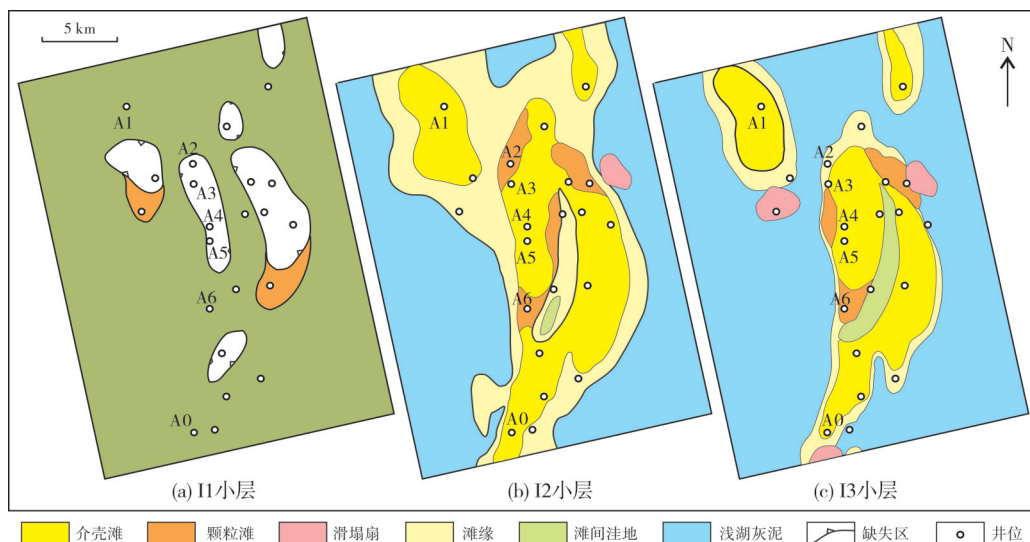 5 km
N
A1
A2
A3
A4
A5
A6
A0
A1
A2
A3
A4
A5
A6
A0
A1
A2
A3
A4
A5
A6
A0
(a) I1小层
(b) I2小层
(c) I3小层
介壳滩
颗粒滩
滑塌扇
滩缘
滩间洼地
浅湖灰泥
缺失区
井位